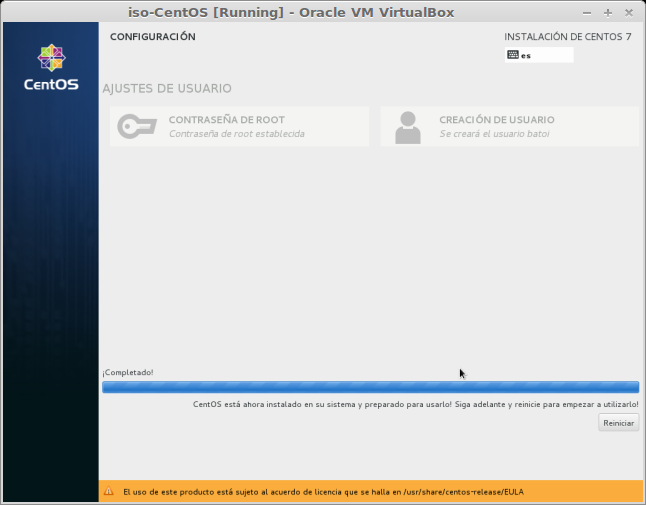 iso-CentOS [Running] - Oracle VM VirtualBox
CONFIGURACIÓN
INSTALACIÓN DE CENTOS 7
es
CentOS
AJUSTES DE USUARIO
CONTRASEÑA DE ROOT
Contraseña de root establecida
CREACIÓN DE USUARIO
Se creará el usuario batoi
¡Completado!
CentOS está ahora instalado en su sistema y preparado para usarlo! Siga adelante y reinicie para empezar a utilizarlo!
Reiniciar
El uso de este producto está sujeto al acuerdo de licencia que se halla en /usr/share/centos-release/EULA